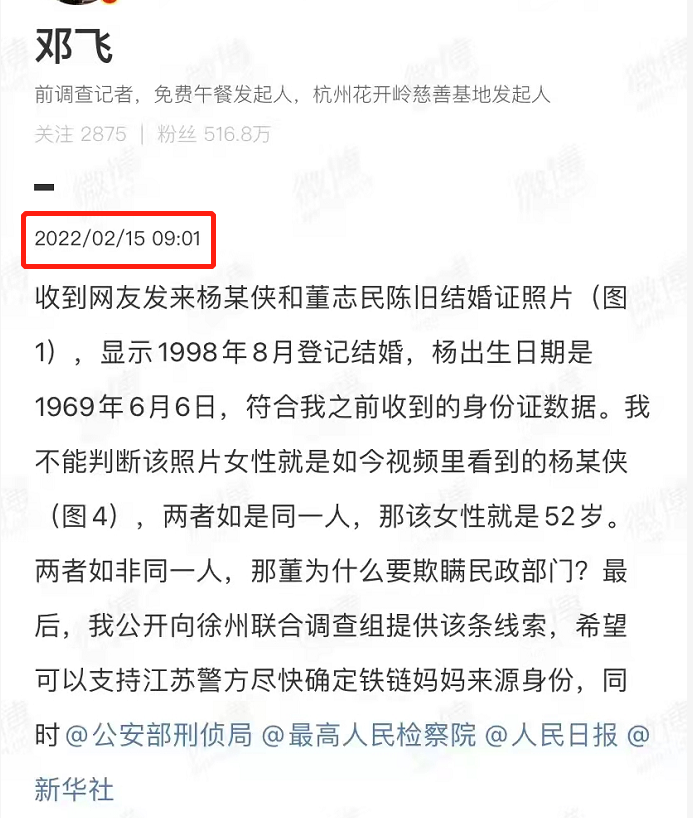 邓飞
前调查记者，免费午餐发起人，杭州花开岭慈善基地发起人
关注 2875 | 粉丝 516.8万
2022/02/15 09:01
收到网友发来杨某侠和董志民陈旧结婚证照片（图
1），显示1998年8月登记结婚，杨出生日期是
1969年6月6日，符合我之前收到的身份证数据。我
不能判断该照片女性就是如今视频里看到的杨某侠
（图4），两者如是同一人，那该女性就是52岁。
两者如非同一人，那董为什么要欺瞒民政部门？最
后，我公开向徐州联合调查组提供该条线索，希望
可以支持江苏警方尽快确定铁链妈妈来源身份，同
时@公安部刑侦局 @最高人民检察院 @人民日报 @
新华社